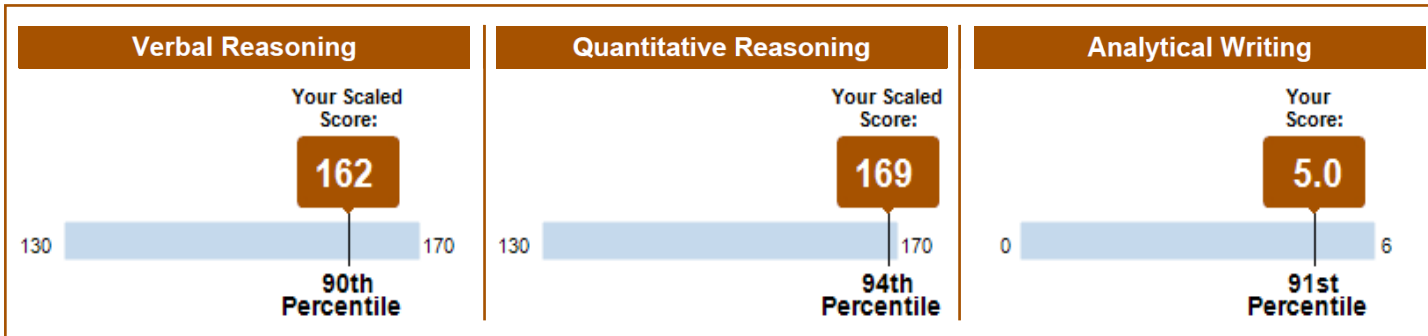 Verbal Reasoning
Your Scaled
Score:
162
130
170
90th
Percentile
Quantitative Reasoning
Your Scaled
Score:
169
130
170
94th
Percentile
Analytical Writing
Your
Score:
5.0
0
6
91st
Percentile